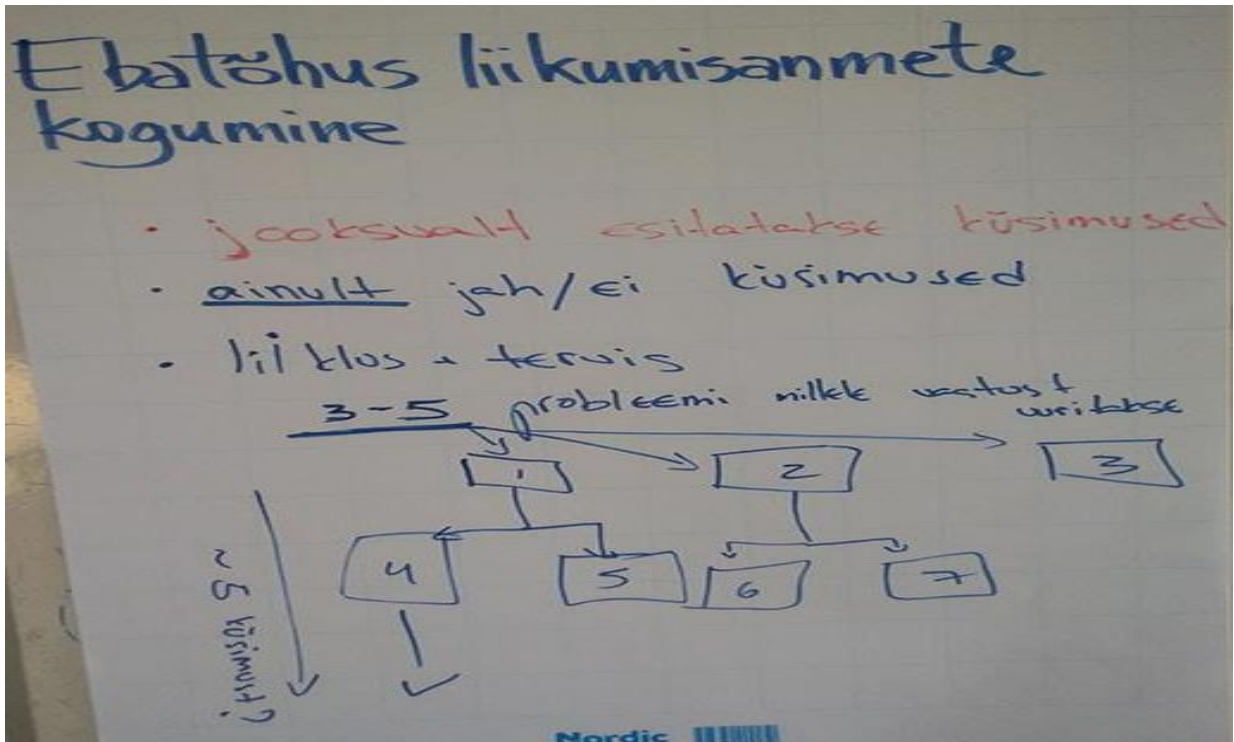 Ebatõhus liikumisanmete
kogumine
• jooksvalt esitatakse küsimused
• ainult jah/ei küsimused
• liiklus + tervis
3-5 probleemi millele vastust
uuritakse
1
2
3
4
5
6
7
~5 küsimust?
Nordic